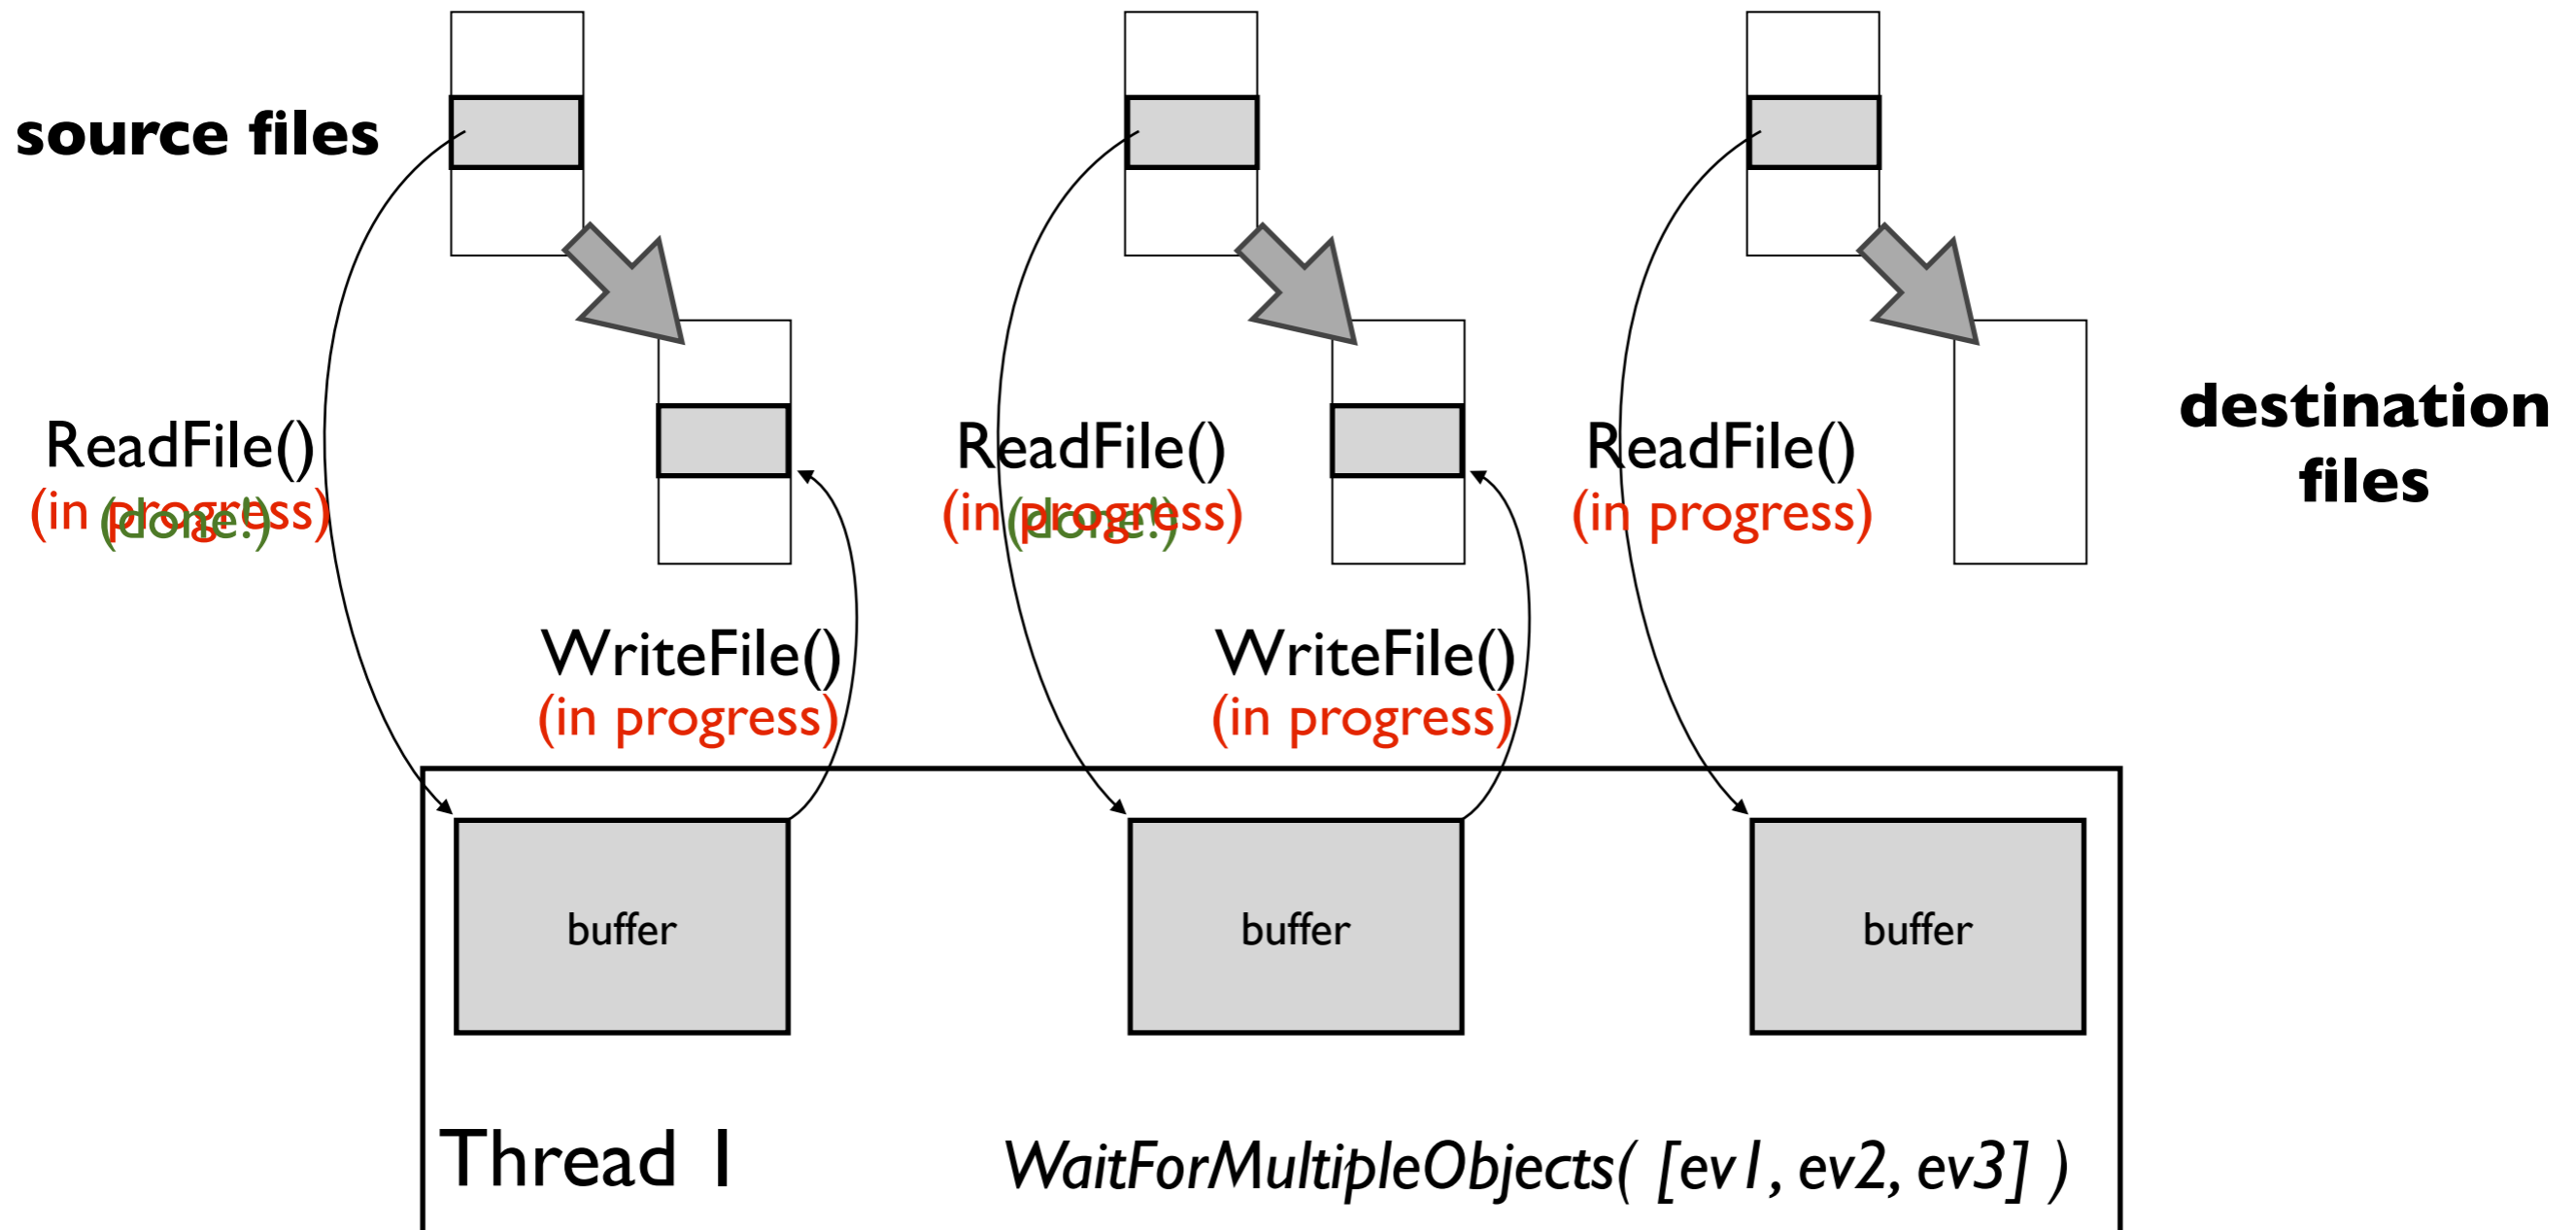 source files
ReadFile()
(in progress)
(done!)
ReadFile()
(in progress)
(done!)
ReadFile()
(in progress)
destination
files
WriteFile()
(in progress)
WriteFile()
(in progress)
buffer
buffer
buffer
Thread 1
WaitForMultipleObjects( [ev1, ev2, ev3] )